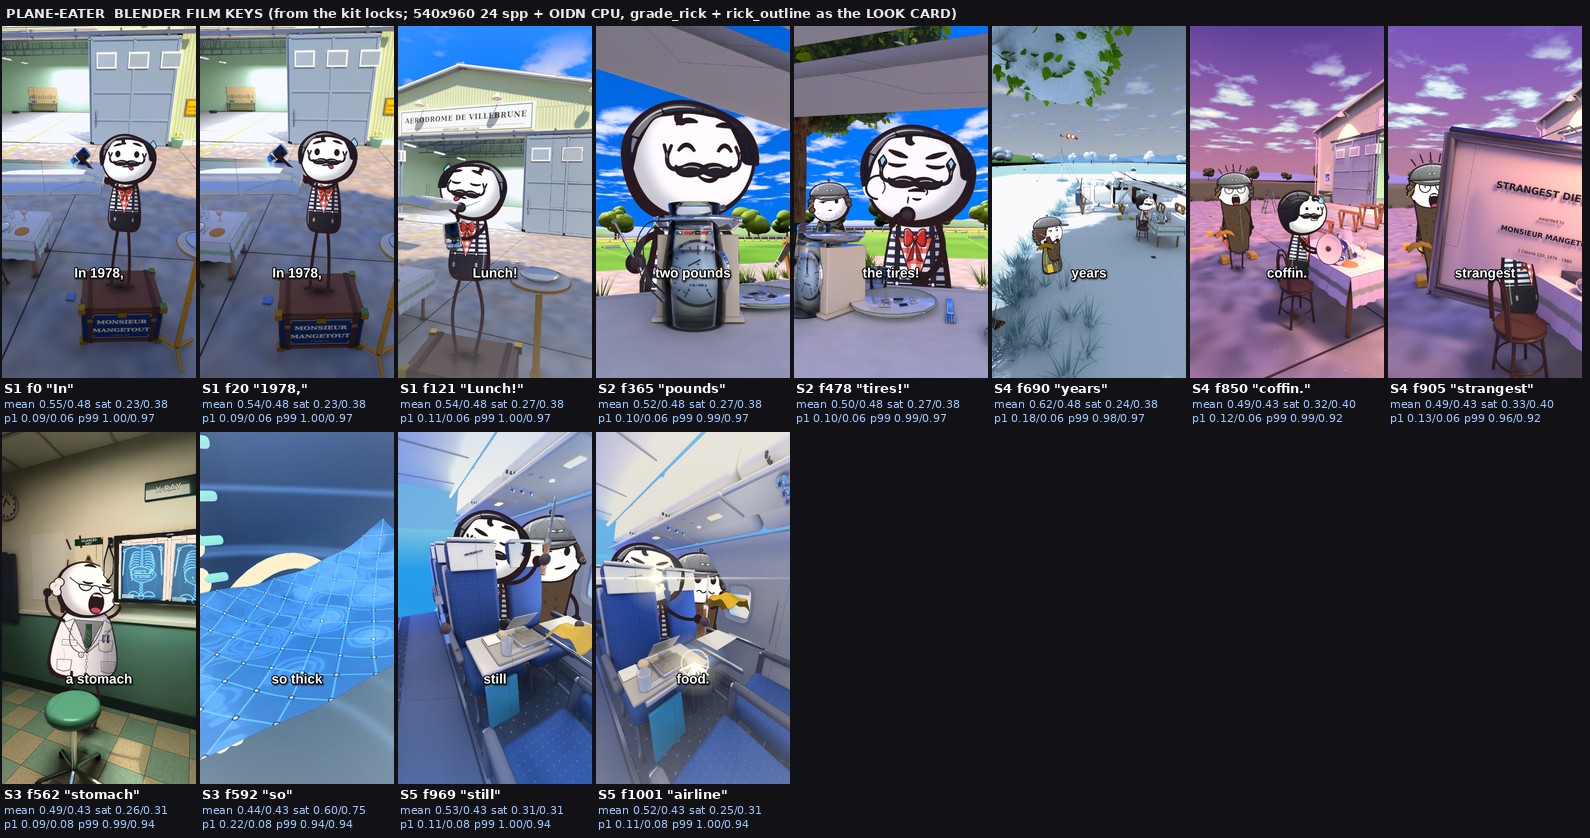 PLANE-EATER BLENDER FILM KEYS (from the kit locks; 540x960 24 spp + OIDN CPU, grade_rick + rick_outline as the LOOK CARD)
In 1978,
MONSIEUR
MANGETOUT
S1 f0 "In"
mean 0.55/0.48 sat 0.23/0.38
p1 0.09/0.06 p99 1.00/0.97
In 1978,
MONSIEUR
MANGETOUT
S1 f20 "1978,"
mean 0.54/0.48 sat 0.23/0.38
p1 0.09/0.06 p99 1.00/0.97
AÉRODROME DE VILLEBRUNE
Lunch!
S1 f121 "Lunch!"
mean 0.54/0.48 sat 0.27/0.38
p1 0.11/0.06 p99 1.00/0.97
two pounds
S2 f365 "pounds"
mean 0.52/0.48 sat 0.27/0.38
p1 0.10/0.06 p99 0.99/0.97
the tires!
S2 f478 "tires!"
mean 0.50/0.48 sat 0.27/0.38
p1 0.10/0.06 p99 0.99/0.97
years
S4 f690 "years"
mean 0.62/0.48 sat 0.24/0.38
p1 0.18/0.06 p99 0.98/0.97
coffin.
S4 f850 "coffin."
mean 0.49/0.43 sat 0.32/0.40
p1 0.12/0.06 p99 0.99/0.92
STRANGEST DIE
awarded to
MONSIEUR MANGET
strangest
S4 f905 "strangest"
mean 0.49/0.43 sat 0.33/0.40
p1 0.13/0.06 p99 0.96/0.92
X-RAY
a stomach
S3 f562 "stomach"
mean 0.49/0.43 sat 0.26/0.31
p1 0.09/0.08 p99 0.99/0.94
so thick
S3 f592 "so"
mean 0.44/0.43 sat 0.60/0.75
p1 0.22/0.08 p99 0.94/0.94
still
S5 f969 "still"
mean 0.53/0.43 sat 0.31/0.31
p1 0.11/0.08 p99 1.00/0.94
food.
S5 f1001 "airline"
mean 0.52/0.43 sat 0.25/0.31
p1 0.11/0.08 p99 1.00/0.94